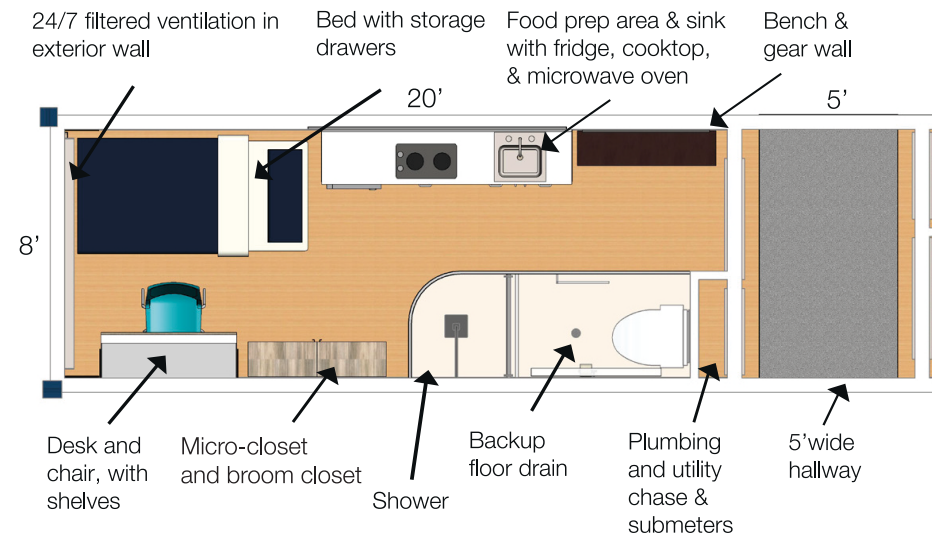 24/7 filtered ventilation in
exterior wall
Bed with storage
drawers
Food prep area & sink
with fridge, cooktop,
& microwave oven
Bench &
gear wall
20’
5’
8’
Desk and
chair, with
shelves
Micro-closet
and broom closet
Shower
Backup
floor drain
Plumbing
and utility
chase &
submeters
5’wide
hallway